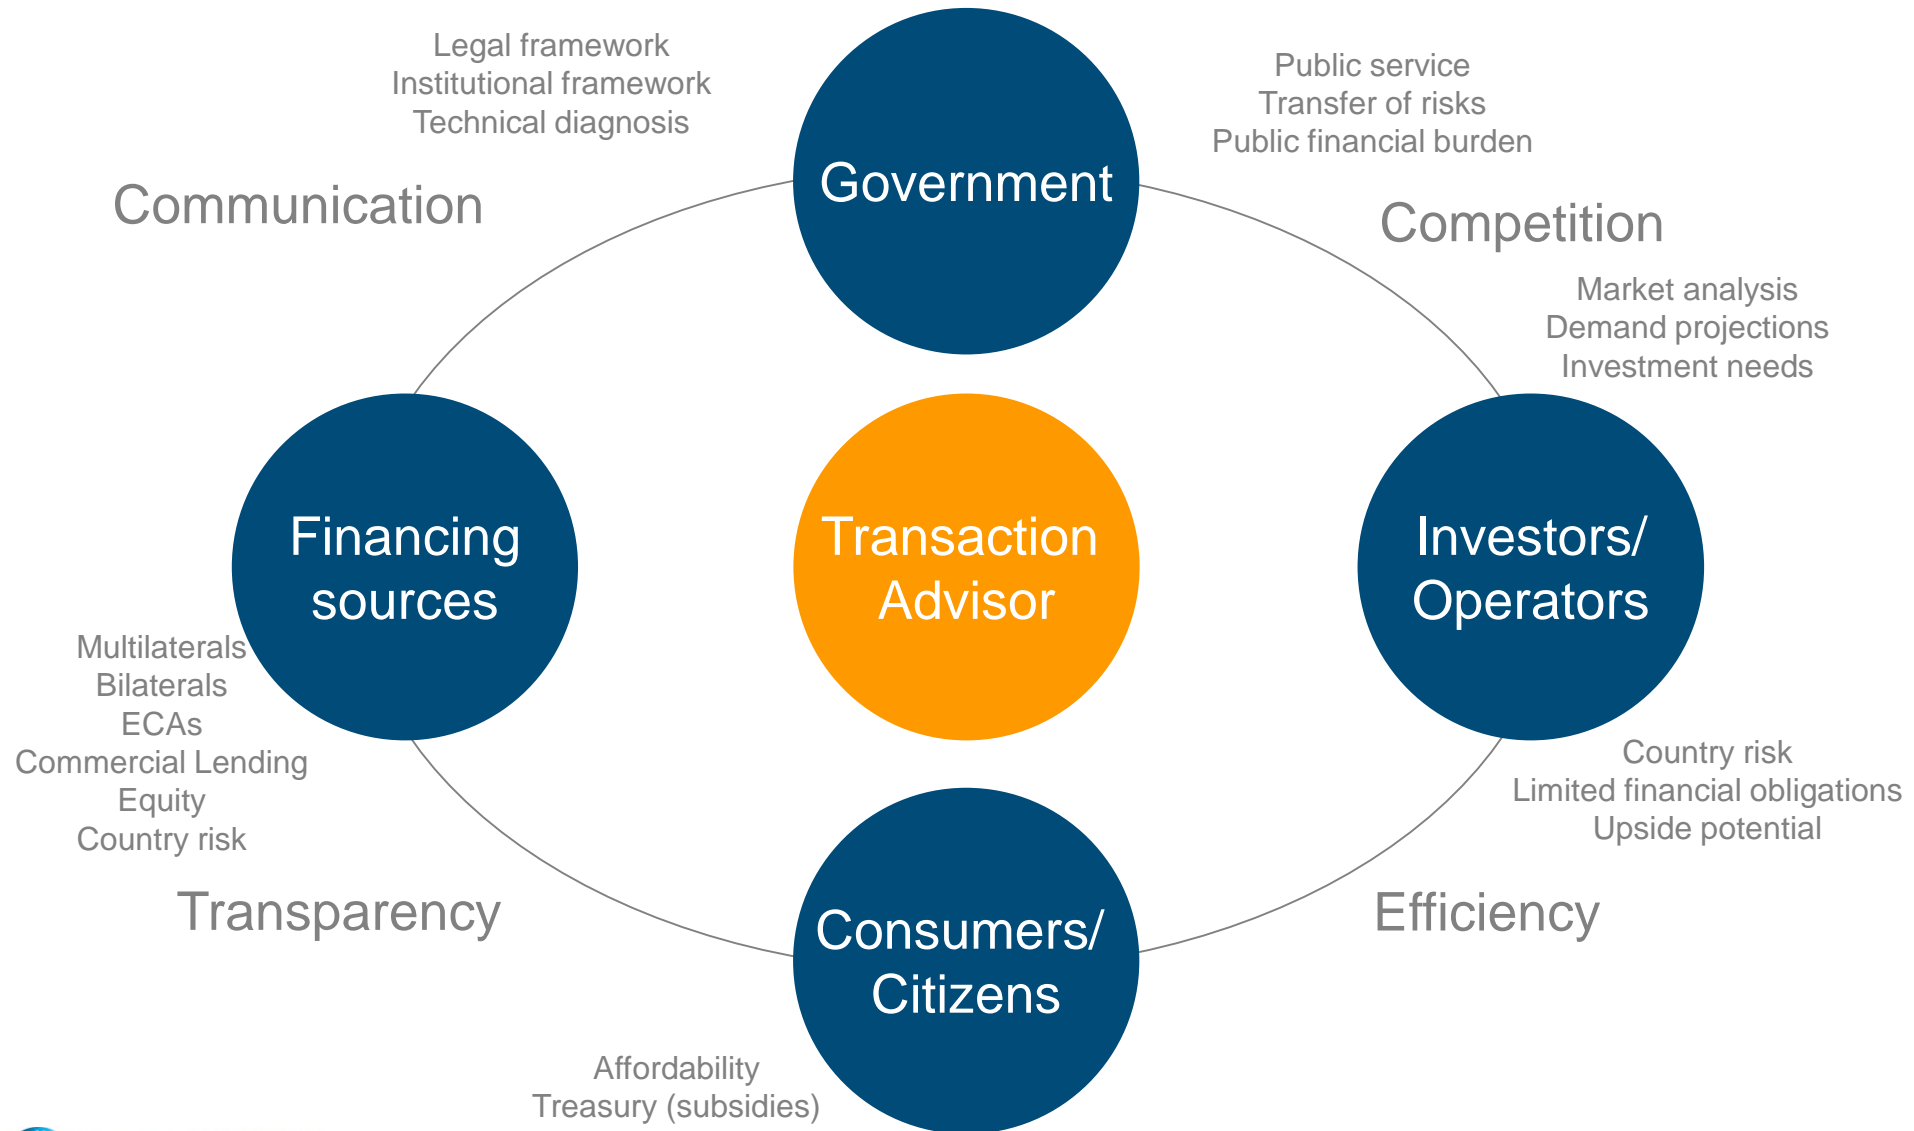 Legal framework
Institutional framework
Technical diagnosis
Public service
Transfer of risks
Public financial burden
Government
Communication
Competition
Market analysis
Demand projections
Investment needs
Financing
sources
Transaction
Advisor
Investors/
Operators
Multilaterals
Bilaterals
ECAs
Commercial Lending
Equity
Country risk
Country risk
Limited financial obligations
Upside potential
Transparency
Efficiency
Consumers/
Citizens
Affordability
Treasury (subsidies)